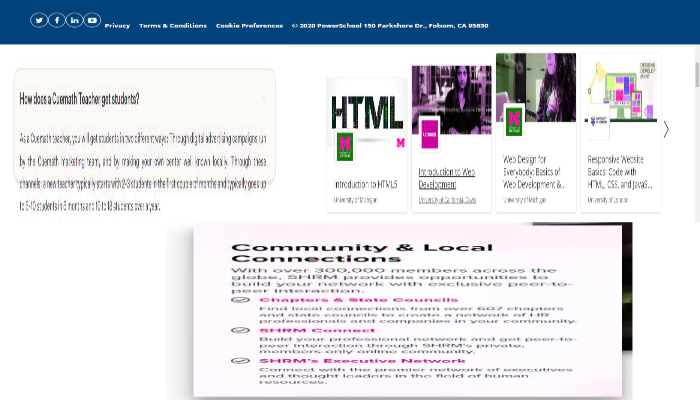 Privacy Terms & Conditions Cookie Preferences © 2020 PowerSchool 150 Parkshore Dr., Folsom, CA 95630
How does a Cuemath Teacher get students?
As a Cuemath teacher, you will get students in two different ways: Through digital advertising campaigns run
by the Cuemath marketing team, and by making your own center well known locally. Through these
channels, a new teacher typically starts with 2-3 students in the first couple of months and typically goes up
to 8-10 students in 6 months and 10 to 18 students over a year.
HTML
Introduction to HTML5
University of Michigan
UC DAVIS
Introduction to Web
Development
University of California, Davis
Web Design for
Everybody: Basics of
Web Development &...
University of Michigan
DESIGNING
DEVELOP
MENT
Responsive Website
Basics: Code with
HTML, CSS, and JavaS...
University of London
Community & Local
Connections
With over 300,000 members across the
globe, SHRM provides opportunities to
build your network with exclusive peer-to-
peer interaction.
Chapters & State Councils
Find local connections from over 607 chapters
and state councils to create a network of HR
professionals and companies in your community.
SHRM Connect
Build your professional network and get peer-to-
peer interaction through SHRM's private,
members-only online community.
SHRM's Executive Network
Connect with the premier network of executives
and thought leaders in the field of human
resources.